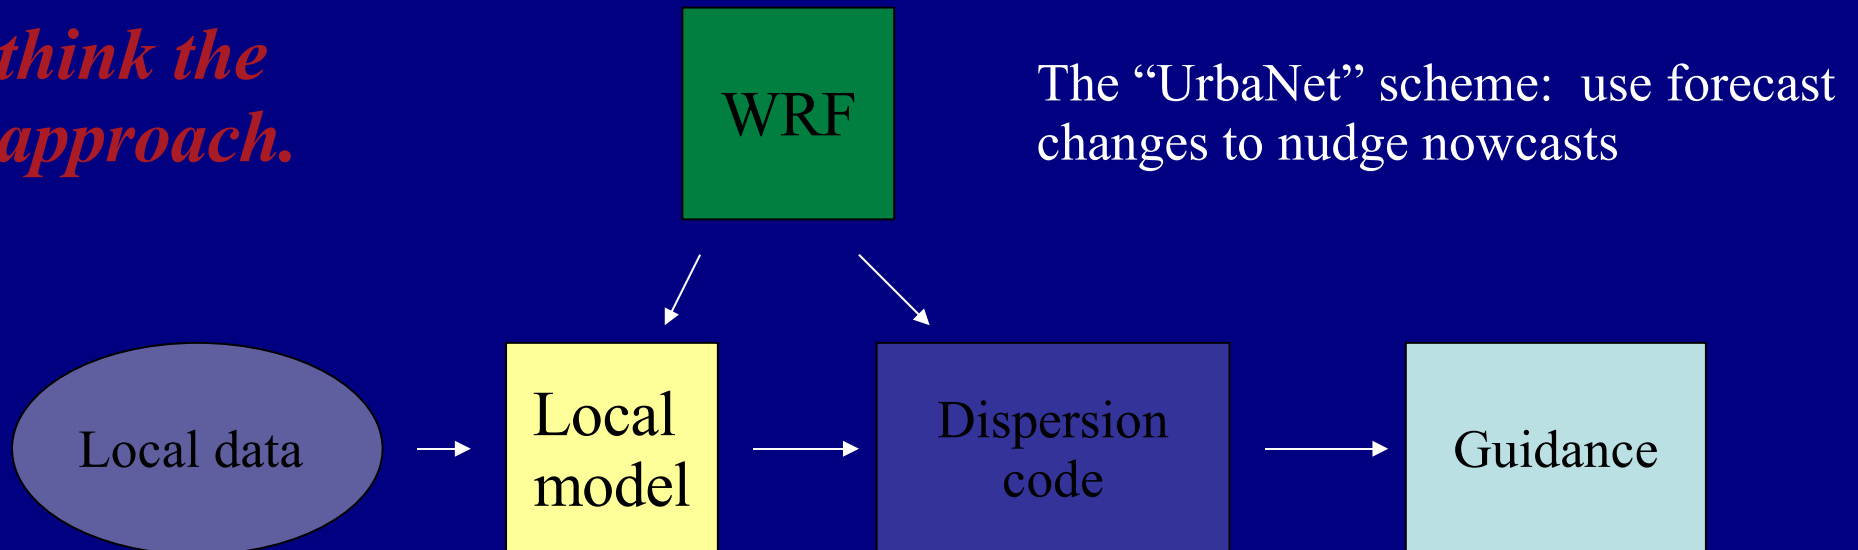 think the
approach.
WRF
The “UrbaNet” scheme:  use forecast
changes to nudge nowcasts
Local data
Local
model
Dispersion
code
Guidance